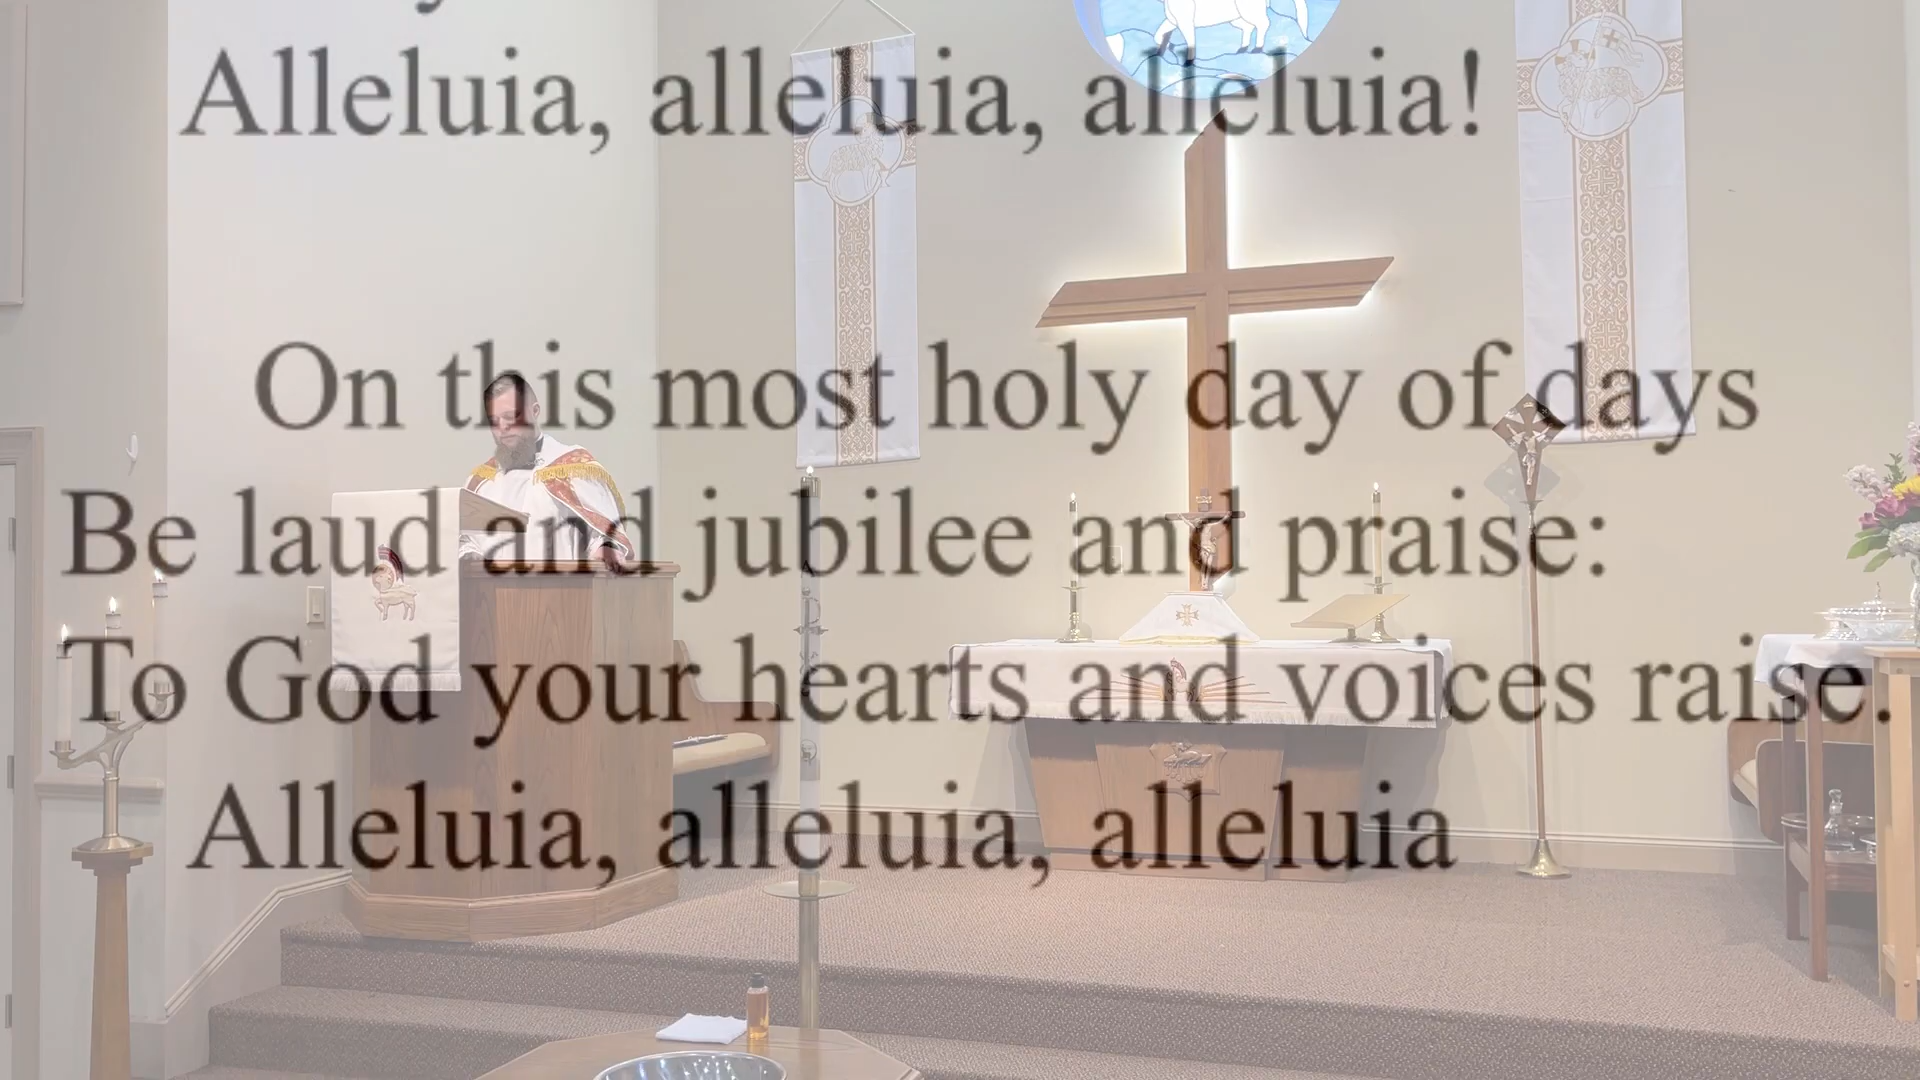 Alleluia, alleluia, alleluia!
On this most holy day of days
Be laud and jubilee and praise:
To God your hearts and voices raise.
Alleluia, alleluia, alleluia